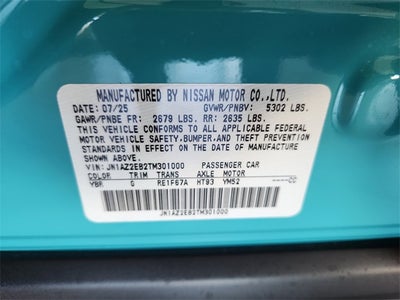 MANUFACTURED BY NISSAN MOTOR CO.,LTD.
DATE: 07/25 GVWR/PNBV: 5302 LBS.
GAWR/PNBE FR: 2679 LBS. RR: 2635 LBS.
THIS VEHICLE CONFORMS TO ALL APPLICABLE FEDERAL
MOTOR VEHICLE SAFETY,BUMPER,AND THEFT PREVENTION
STANDARDS IN EFFECT ON THE DATE OF
MANUFACTURE SHOWN ABOVE.
VIN: JN1AZ2EB2TM301000 PASSENGER CAR
COLOR TRIM TRANS AXLE MOTOR
YBR G RE1F67A HT93 YM52 ----CC
JN1AZ2EB2TM301000